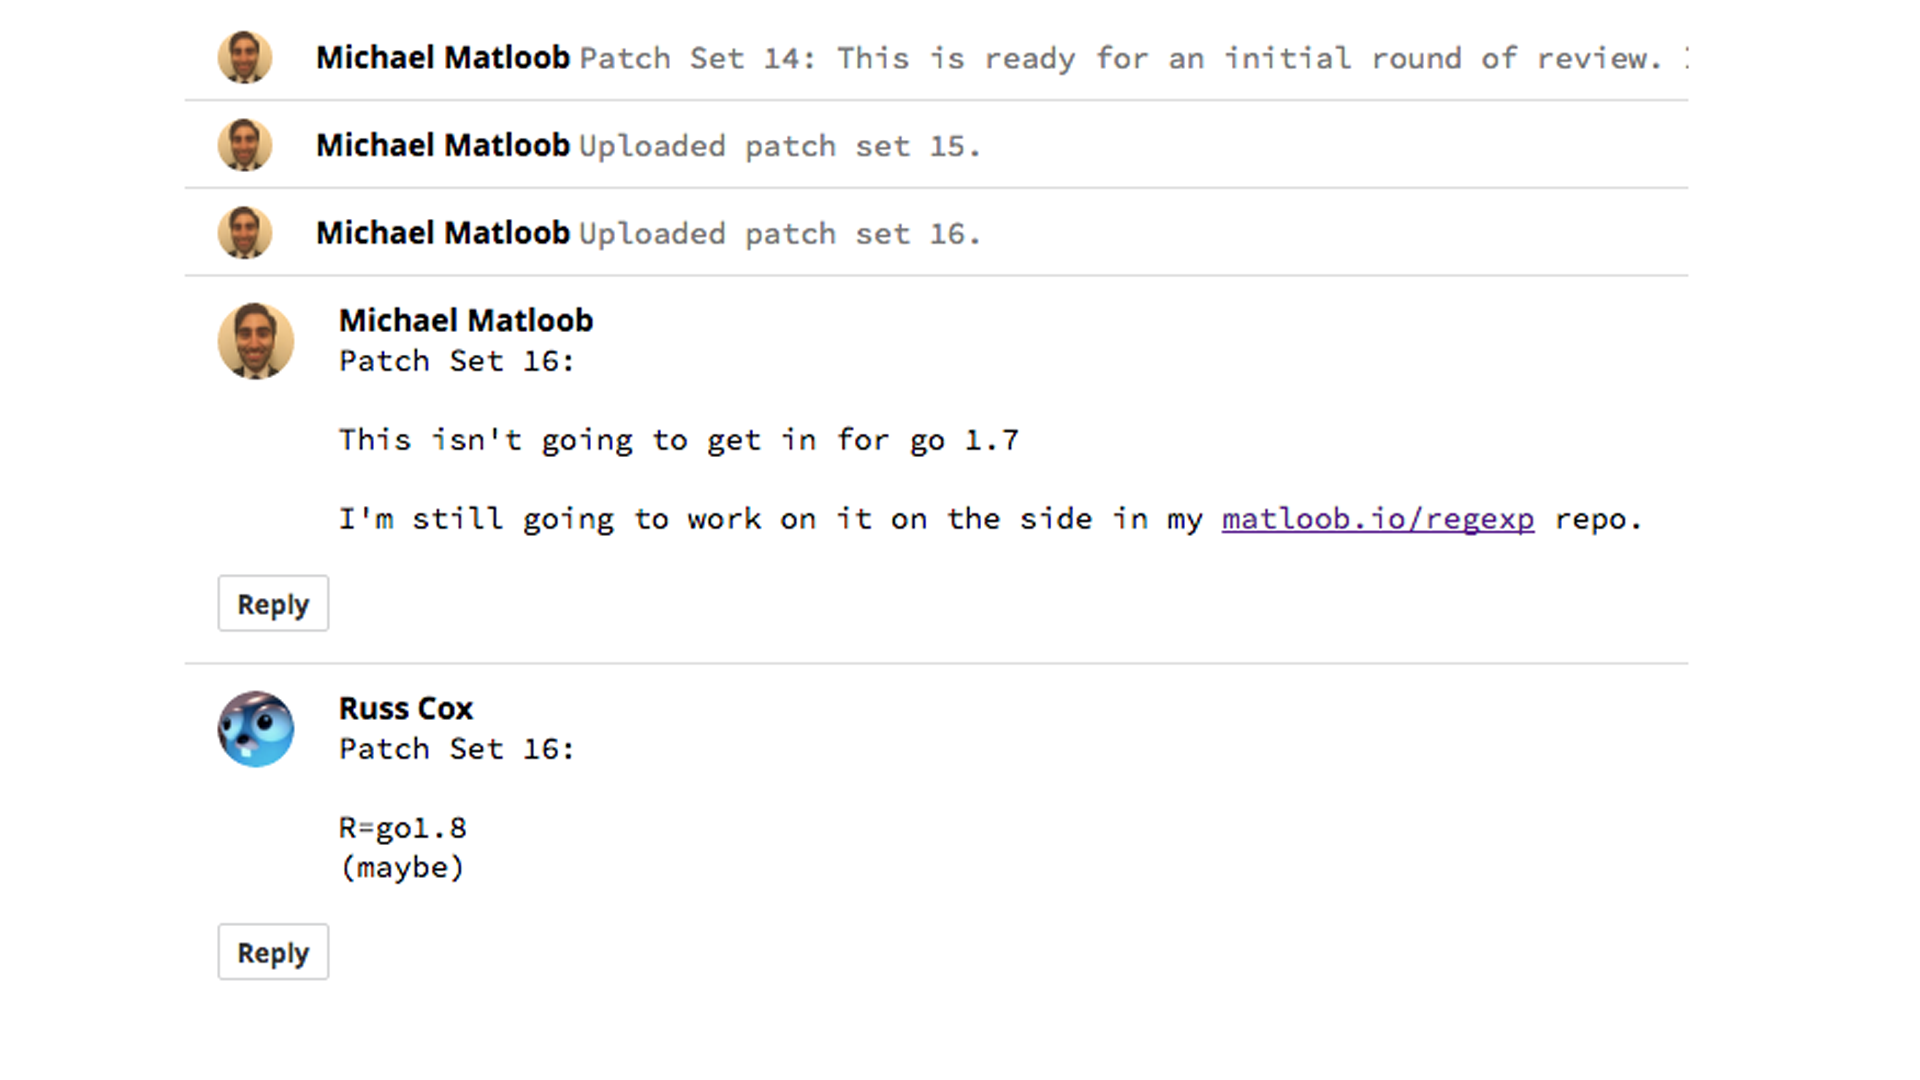 Michael Matloob Patch Set 14: This is ready for an initial round of review.
Michael Matloob Uploaded patch set 15.
Michael Matloob Uploaded patch set 16.
Michael Matloob
Patch Set 16:
This isn't going to get in for go 1.7
I'm still going to work on it on the side in my matloob.io/regexp repo.
Reply
Russ Cox
Patch Set 16:
R=go1.8
(maybe)
Reply